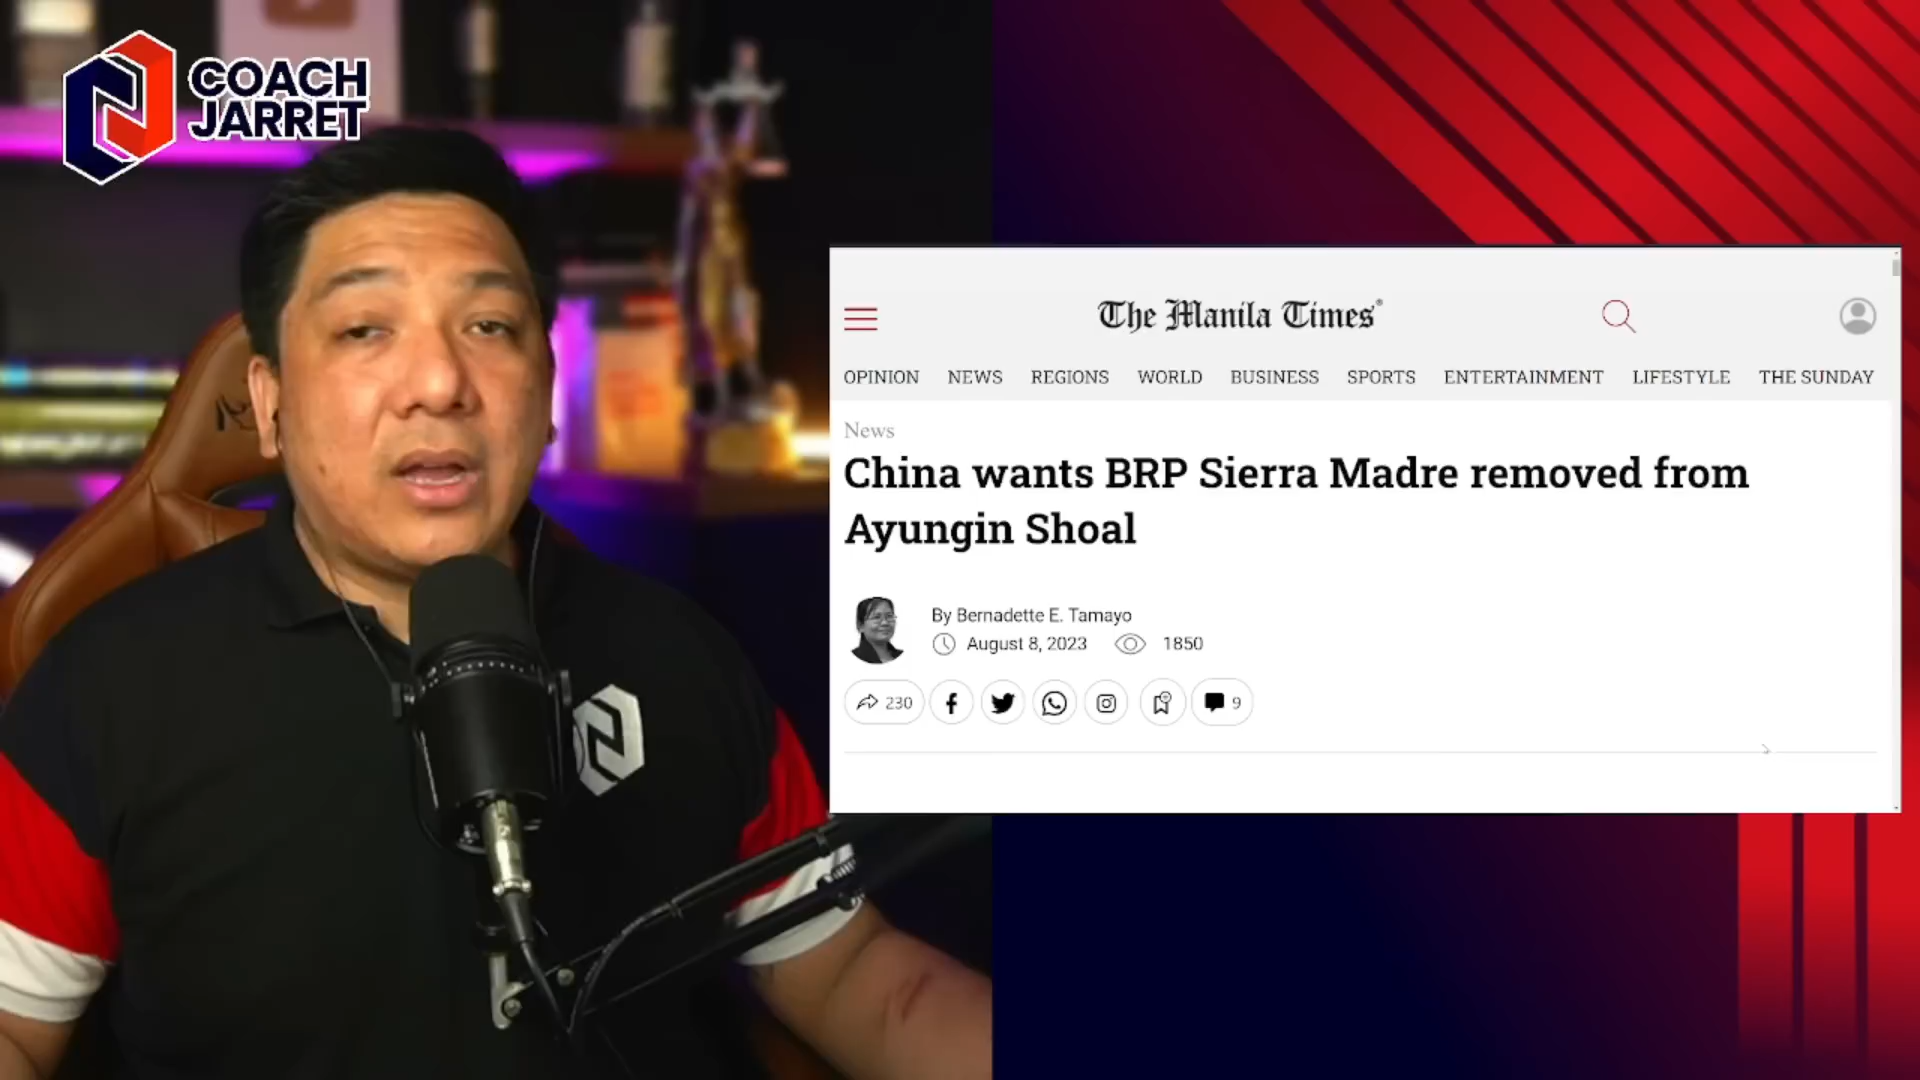 COACH
JARRET
The Manila Times
OPINION NEWS REGIONS WORLD BUSINESS SPORTS ENTERTAINMENT LIFESTYLE THE SUNDAY
News
China wants BRP Sierra Madre removed from
Ayungin Shoal
By Bernadette E. Tamayo
August 8, 2023 1850
230 9